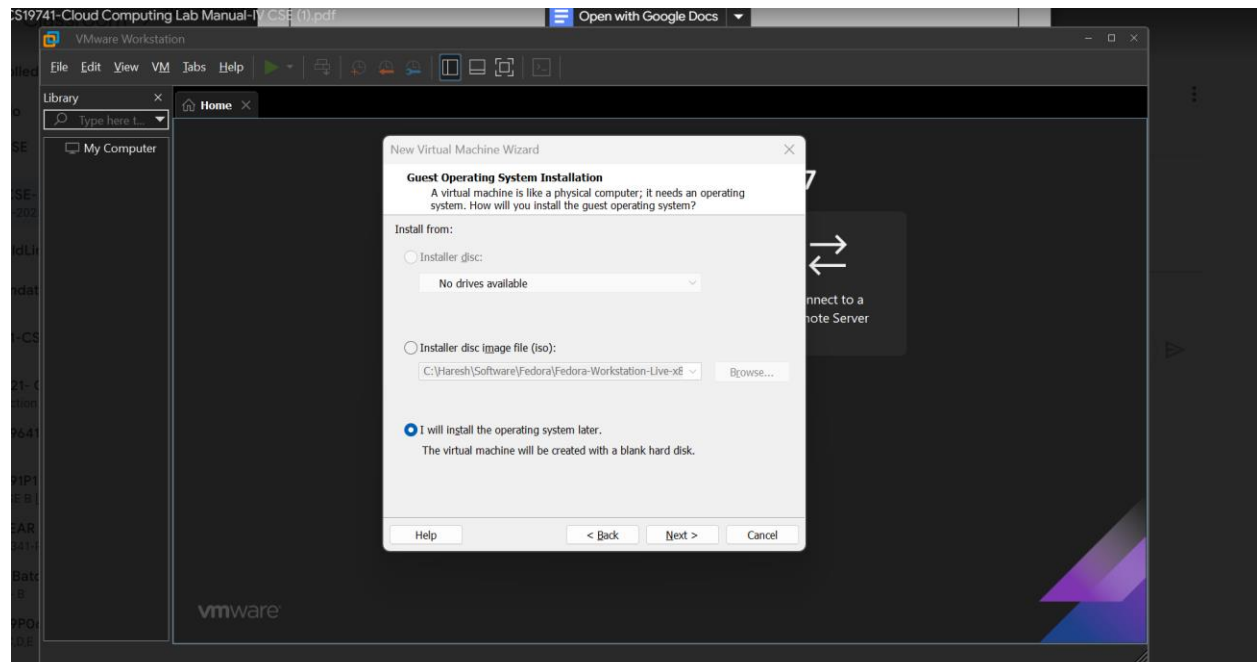 CS19741-Cloud Computing Lab Manual-IV CSE (1).pdf
Open with Google Docs
VMware Workstation
File Edit View VM Tabs Help
Library
Home
Type here t...
My Computer
New Virtual Machine Wizard
Guest Operating System Installation
A virtual machine is like a physical computer; it needs an operating
system. How will you install the guest operating system?
Install from:
Installer disc:
No drives available
Installer disc image file (iso):
C:\Haresh\Software\Fedora\Fedora-Workstation-Live-x8
Browse...
I will install the operating system later.
The virtual machine will be created with a blank hard disk.
Help
< Back
Next >
Cancel
7
nnect to a
note Server
vmware